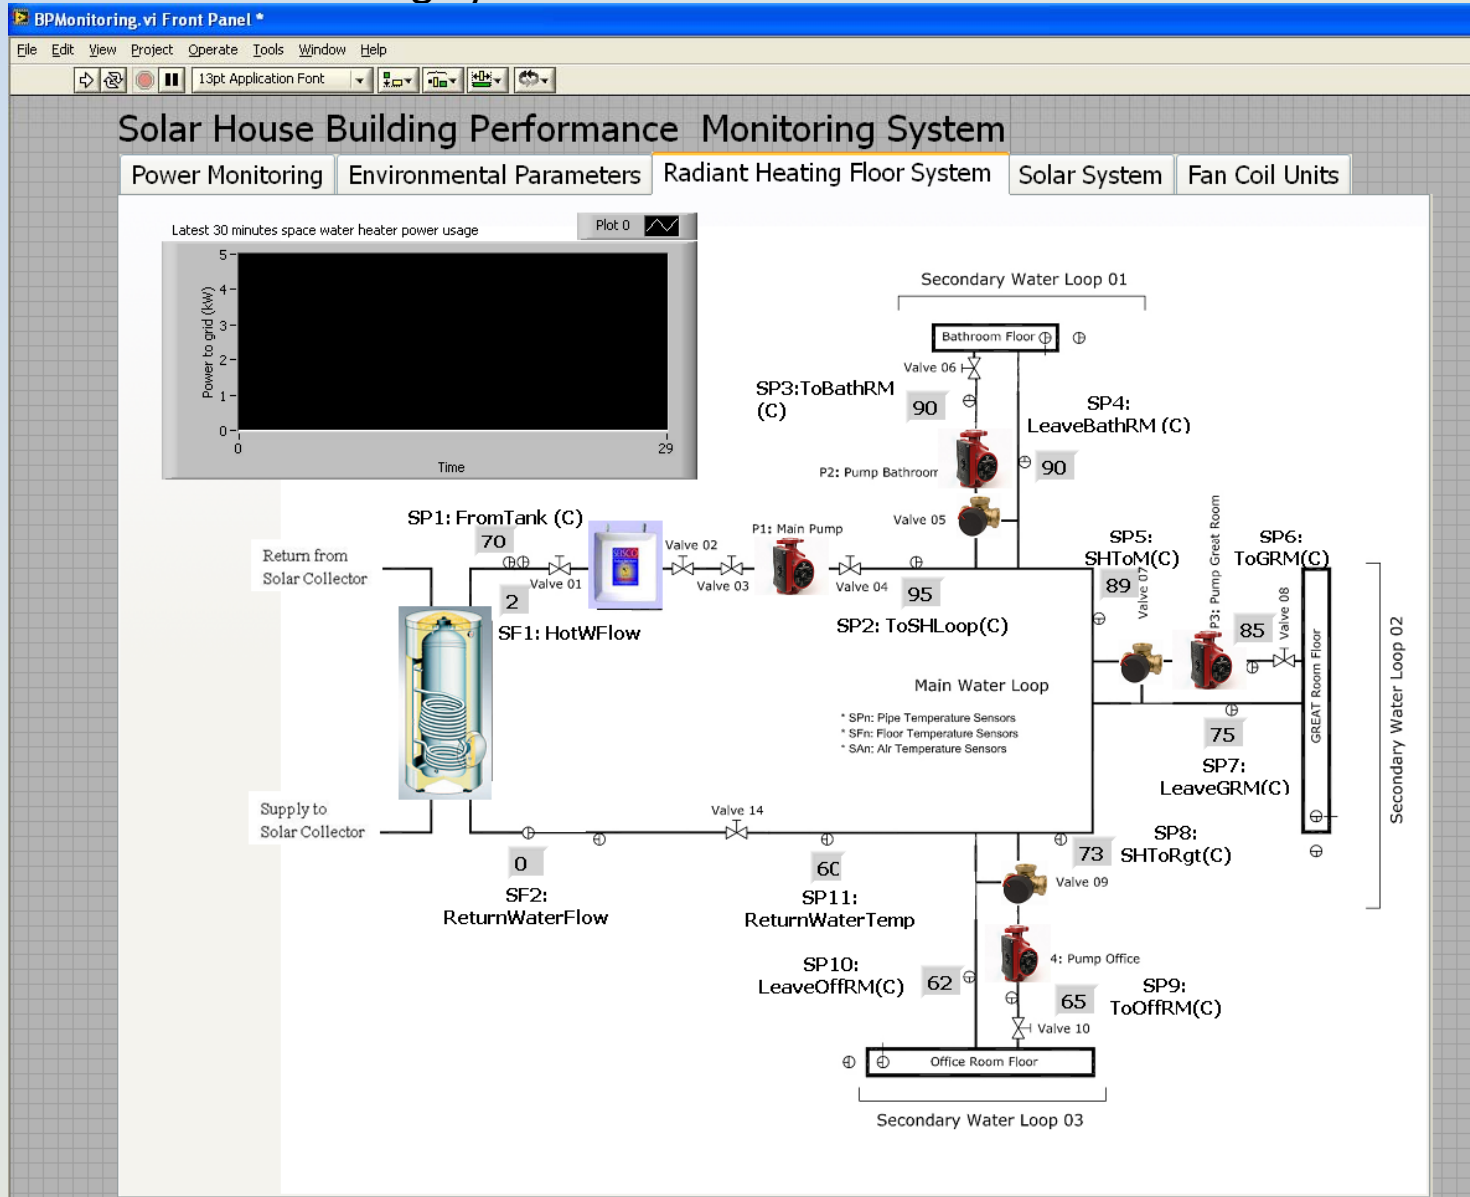 BPMonitoring.vi Front Panel *
File Edit View Project Operate Tools Window Help
13pt Application Font
Solar House Building Performance Monitoring System
Power Monitoring Environmental Parameters Radiant Heating Floor System Solar System Fan Coil Units
Latest 30 minutes space water heater power usage
Plot 0
Power to grid (kW)
5
4
3
2
1
0
0 29
Time
Secondary Water Loop 01
Bathroom Floor
Valve 06
SP3:ToBathRM
(C)
90
SP4:
LeaveBathRM (C)
90
P2: Pump Bathroom
Valve 05
SP1: FromTank (C)
70
Return from
Solar Collector
Valve 01
2
SF1: HotWFlow
SEISCO
Valve 02
Valve 03
P1: Main Pump
Valve 04
95
SP2: ToSHLoop(C)
SP5:
SHToM(C)
89
Valve 07
P3: Pump Great Room
SP6:
ToGRM(C)
85
Valve 08
GREAT Room Floor
Secondary Water Loop 02
Main Water Loop
* SPn: Pipe Temperature Sensors
* SFn: Floor Temperature Sensors
* SAn: Air Temperature Sensors
75
SP7:
LeaveGRM(C)
Supply to
Solar Collector
Valve 14
0
SF2:
ReturnWaterFlow
60
SP11:
ReturnWaterTemp
73
SP8:
SHToRgt(C)
Valve 09
4: Pump Office
SP10:
LeaveOffRM(C)
62
65
SP9:
ToOffRM(C)
Valve 10
Office Room Floor
Secondary Water Loop 03